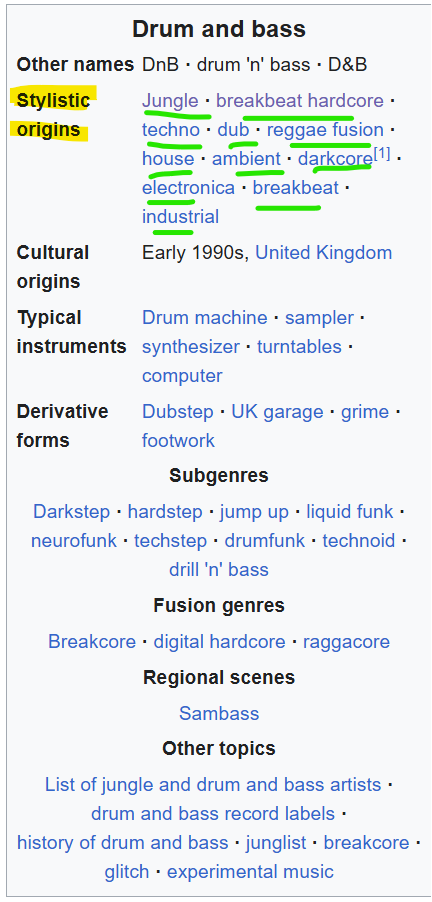 Drum and bass
Other names DnB · drum 'n' bass · D&B
Stylistic origins
Jungle · breakbeat hardcore ·
techno · dub · reggae fusion ·
house · ambient · darkcore[1] ·
electronica · breakbeat ·
industrial
Cultural origins
Early 1990s, United Kingdom
Typical instruments
Drum machine · sampler ·
synthesizer · turntables ·
computer
Derivative forms
Dubstep · UK garage · grime ·
footwork
Subgenres
Darkstep · hardstep · jump up · liquid funk ·
neurofunk · techstep · drumfunk · technoid ·
drill 'n' bass
Fusion genres
Breakcore · digital hardcore · raggacore
Regional scenes
Sambass
Other topics
List of jungle and drum and bass artists ·
drum and bass record labels ·
history of drum and bass · junglist · breakcore ·
glitch · experimental music